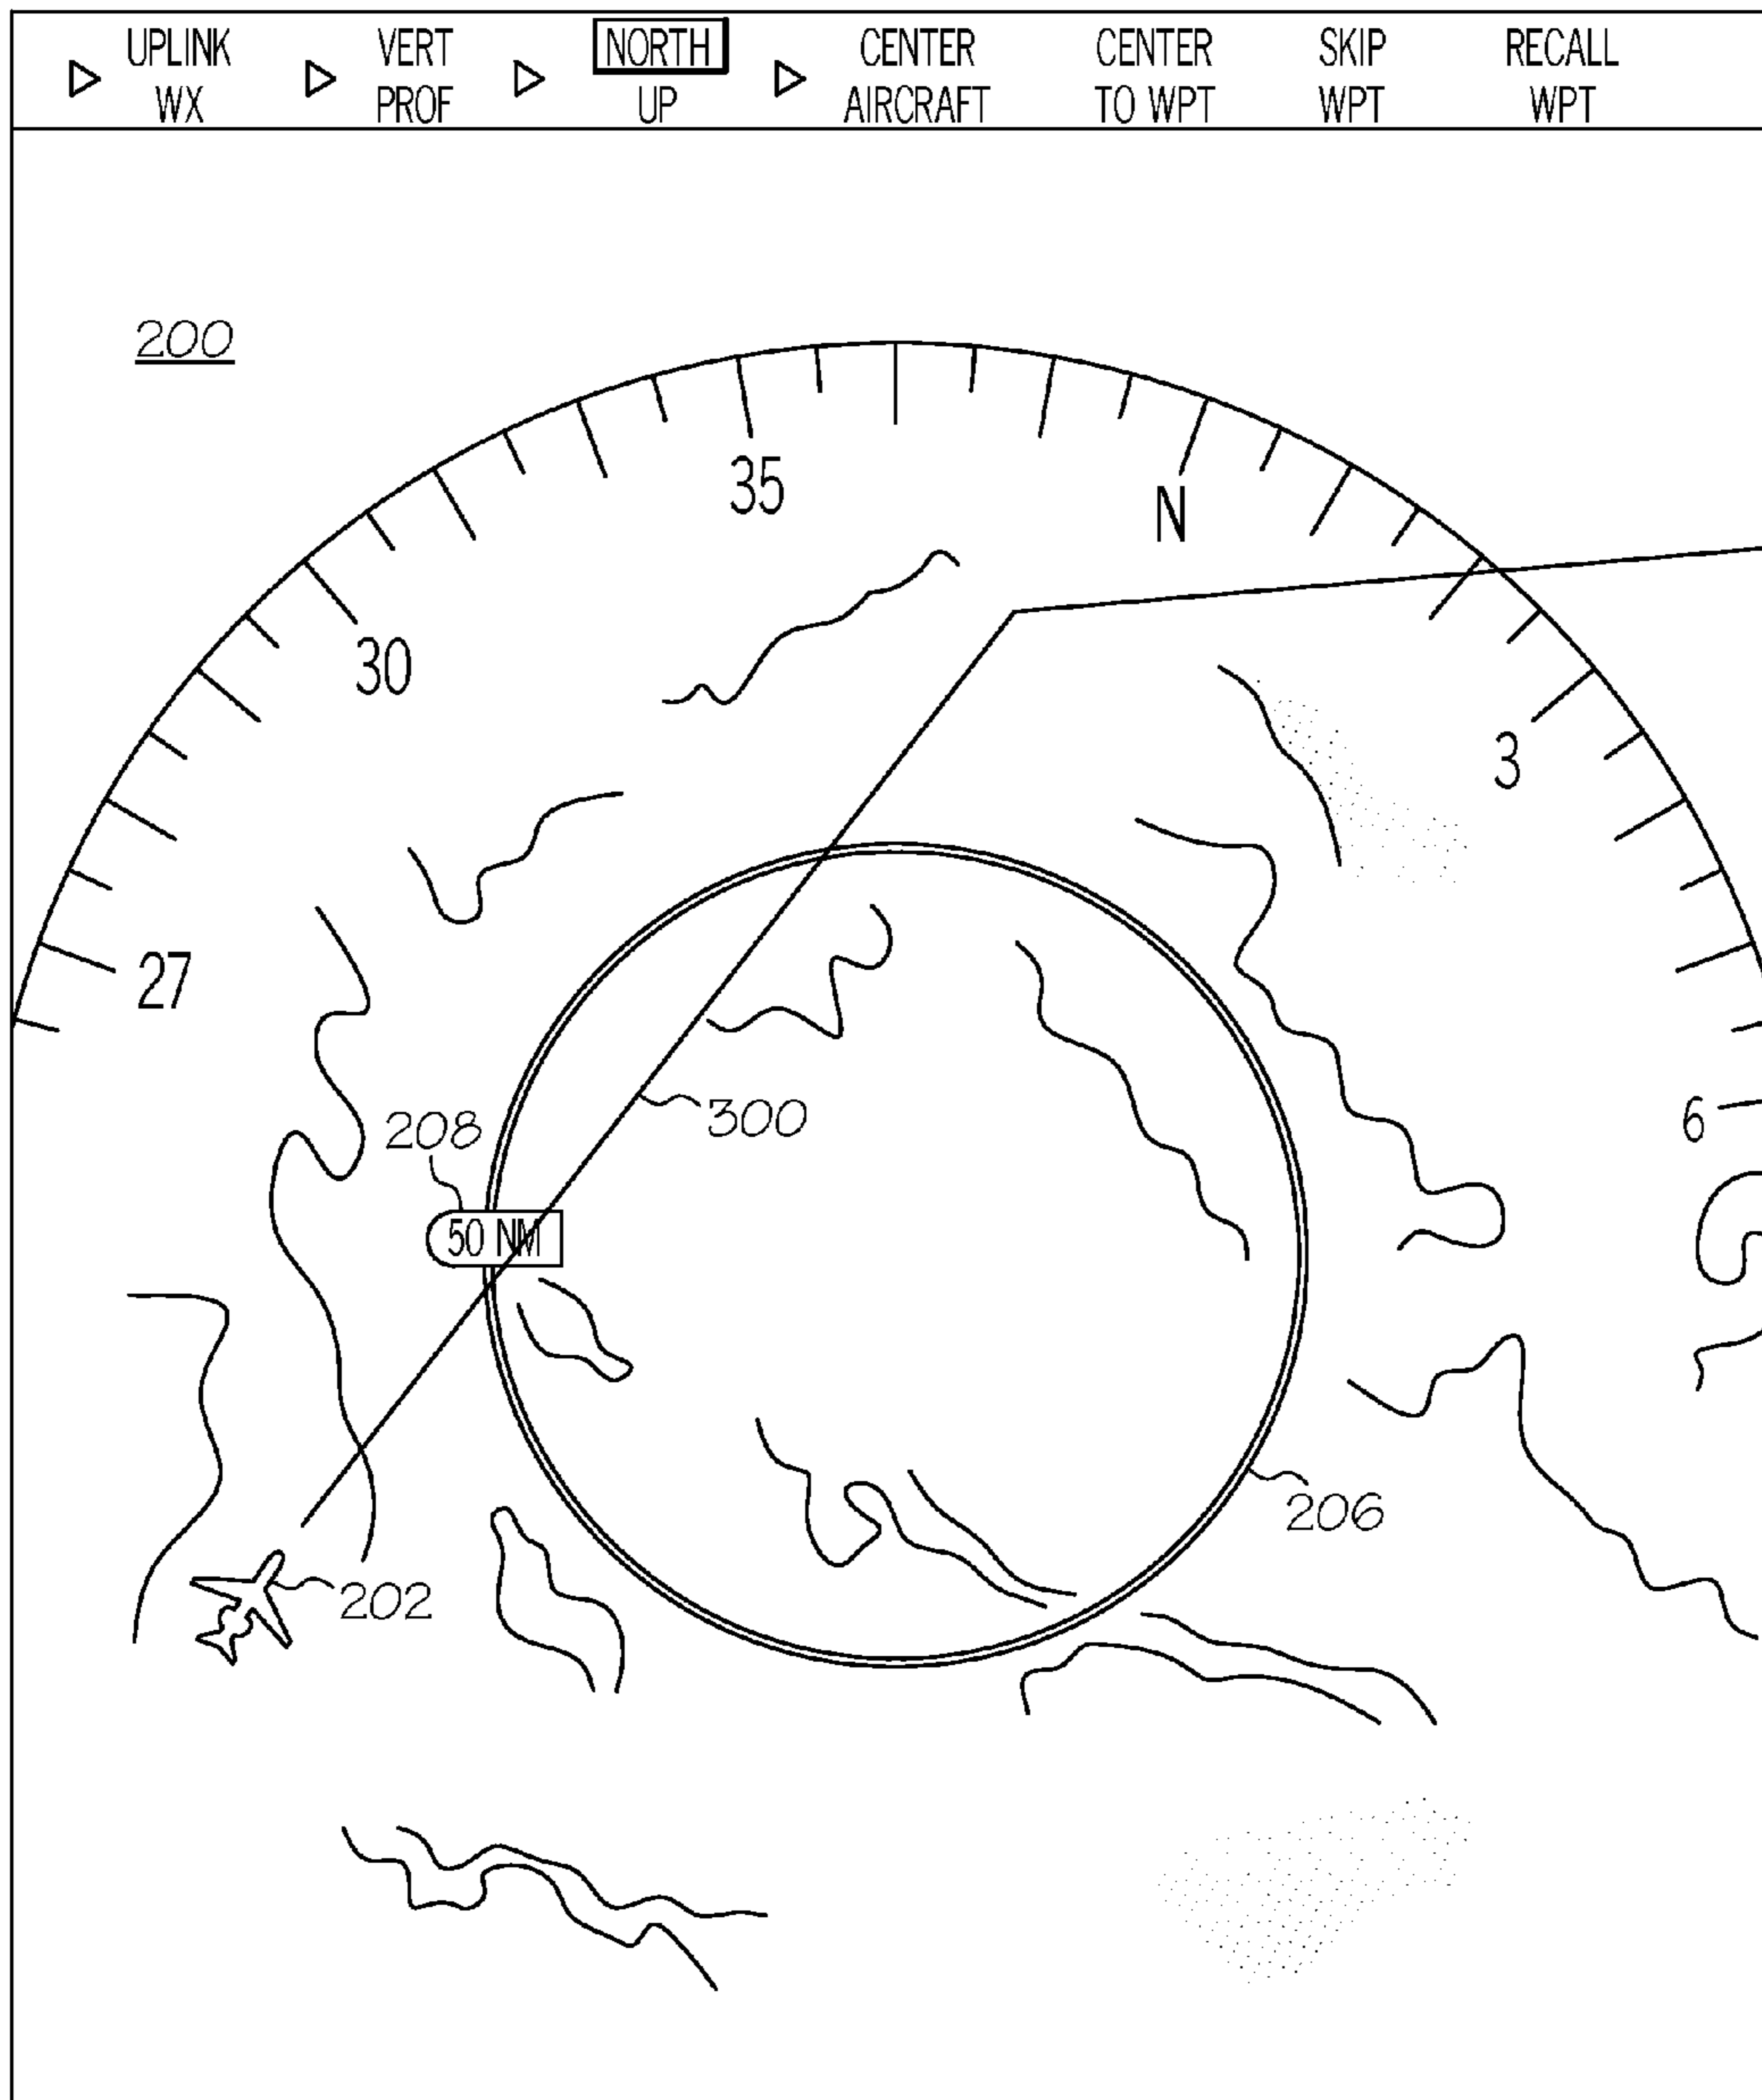 UPLINK WX
VERT PROF
NORTH UP
CENTER AIRCRAFT
CENTER TO WPT
SKIP WPT
RECALL WPT
200
35
N
30
3
27
6
208
300
50 NM
206
202